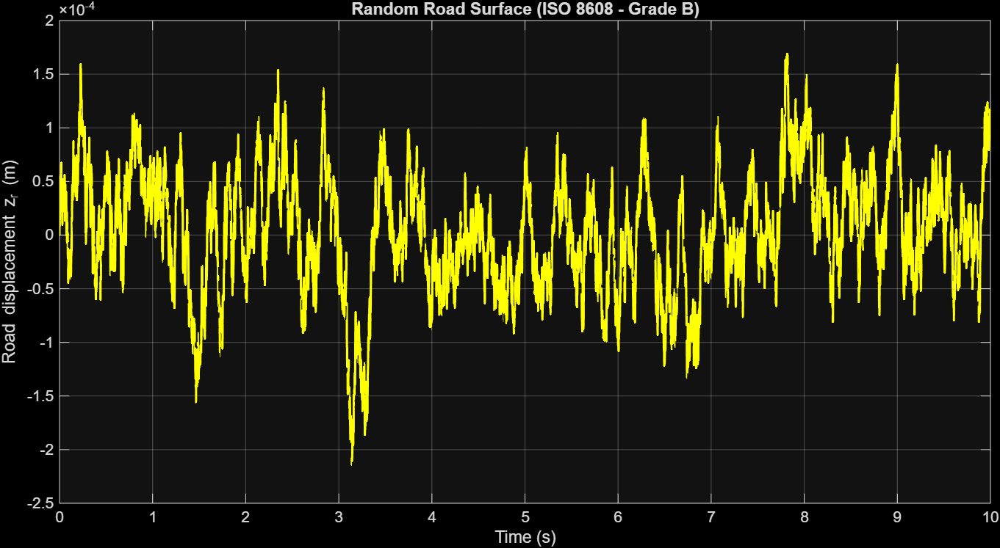 Random Road Surface (ISO 8608 - Grade B)
×10⁻⁴
2
1.5
1
0.5
0
-0.5
-1
-1.5
-2
-2.5
Road displacement zᵣ (m)
0 1 2 3 4 5 6 7 8 9 10
Time (s)